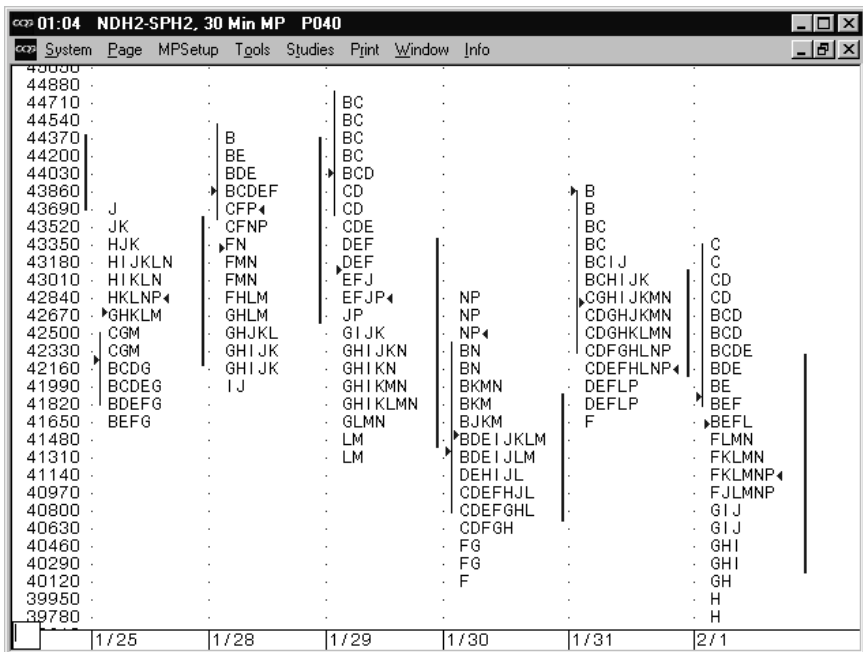 CQG 01:04 NDH2-SPH2, 30 Min MP P040
CQG System Page MPSetup Tools Studies Print Window Info
45050
44880
44710 BC
44540 BC
44370 B BC
44200 BE BC
44030 BDE BCD
43860 BCDEF CD B
43690 J CFP CD B
43520 JK CFNP CDE BC
43350 HJK FN DEF BC C
43180 HIJKLN FMN DEF BCIJ C
43010 HIKLN FMN EFJ BCHIJK CD
42840 HKLNP FHLM EFJP NP CGHIJKMN CD
42670 GHKLM GHLM JP NP CDGHJKMN BCD
42500 CGM GHJKL GIJK NP CDGHKLMN BCD
42330 CGM GHIJK GHIJKN BN CDFGHLNP BCDE
42160 BCDG GHIJK GHIKN BN CDEFHLNP BDE
41990 BCDEG IJ GHIKMN BKMN DEFLP BE
41820 BDEFG GHIKLMN BKM DEFLP BEF
41650 BEFG GLMN BJKM F BEFL
41480 LM BDEIJKLM FLMN
41310 LM BDEIJLM FKLMN
41140 DEHIJL FKLMNP
40970 CDEFHJL FJLMNP
40800 CDEFGHL GIJ
40630 CDFGH GIJ
40460 FG GHI
40290 FG GHI
40120 F GH
39950 H
39780 H
1/25 1/28 1/29 1/30 1/31 2/1